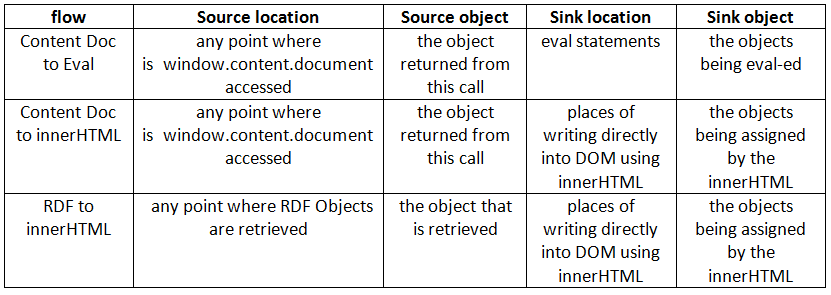 flow Source location Source object Sink location Sink object
Content Doc any point where the object eval statements the objects
to Eval is window.content.document returned from being eval-ed
accessed this call
Content Doc any point where the object places of the objects
to innerHTML is window.content.document returned from writing directly being assigned
accessed this call into DOM using by the
innerHTML innerHTML
RDF to any point where RDF Objects the object that places of the objects
innerHTML are retrieved is retrieved writing directly being assigned
into DOM using by the
innerHTML innerHTML